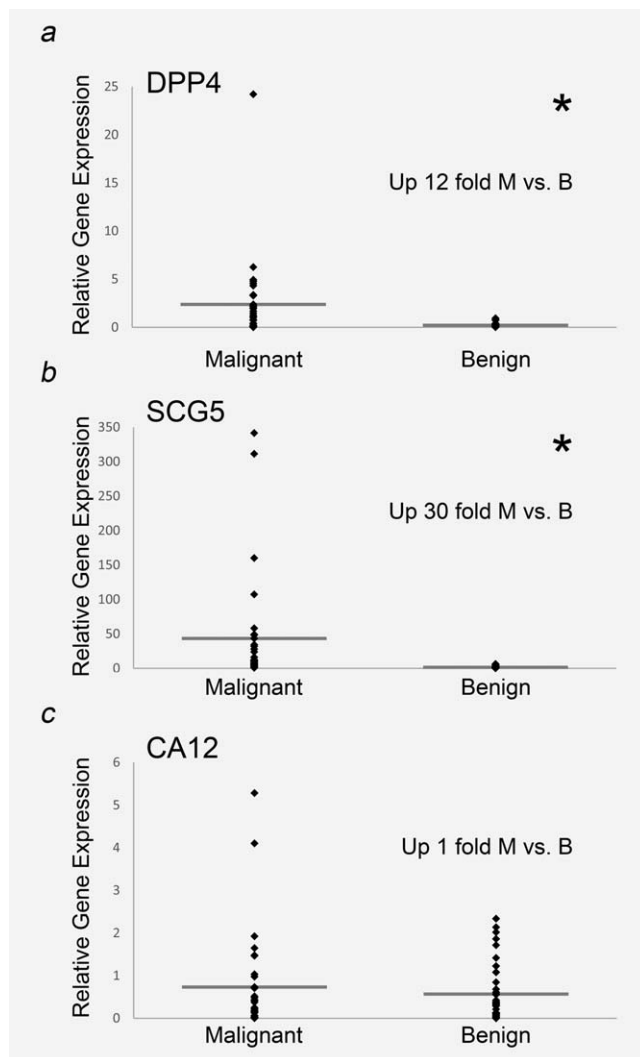 a
DPP4
*
Relative Gene Expression
25
20
15
10
5
0
Up 12 fold M vs. B
Malignant Benign
b
SCG5
*
Relative Gene Expression
350
300
250
200
150
100
50
0
Up 30 fold M vs. B
Malignant Benign
c
CA12
Relative Gene Expression
6
5
4
3
2
1
0
Up 1 fold M vs. B
Malignant Benign